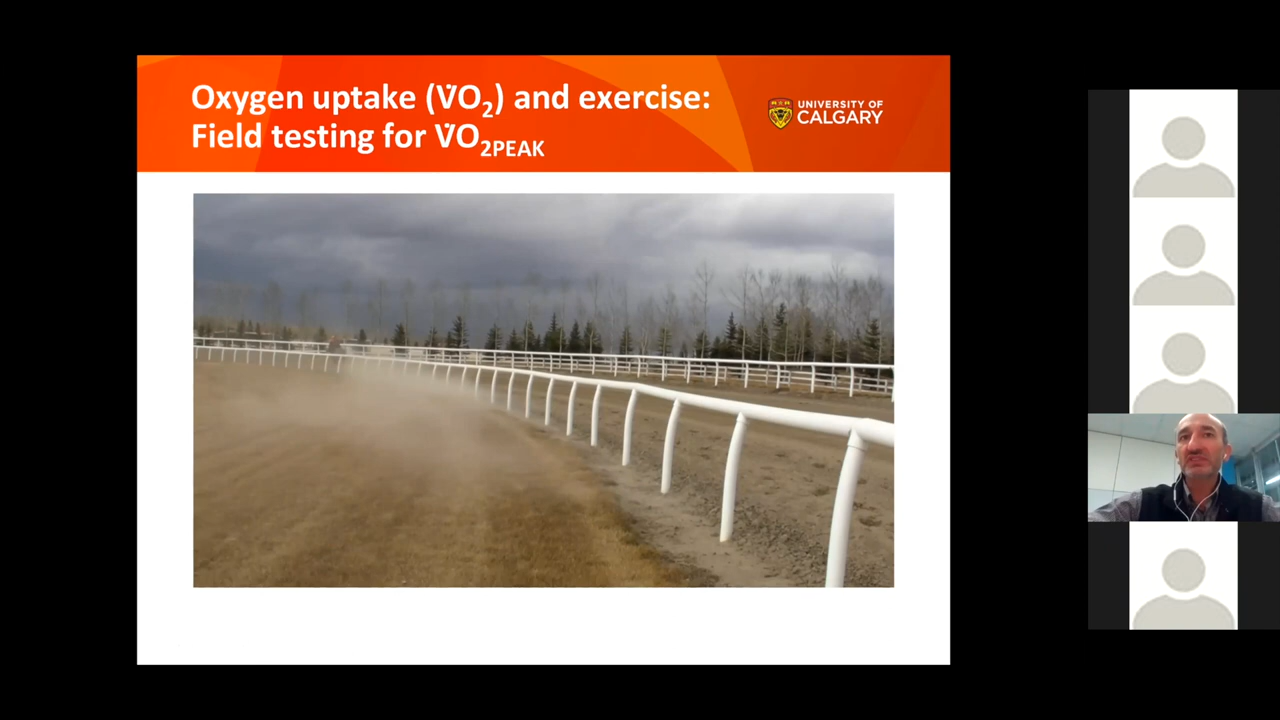 Oxygen uptake (V̇O₂) and exercise:
Field testing for V̇O₂PEAK
UNIVERSITY OF
CALGARY